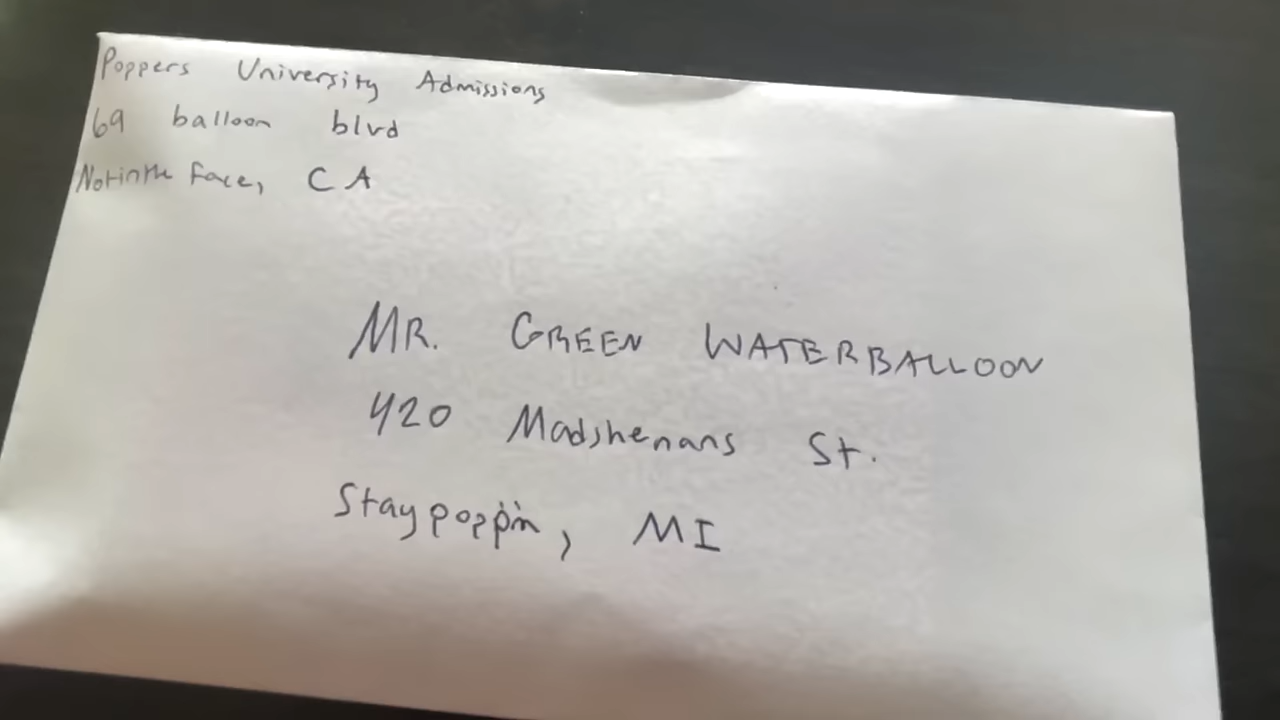 Poppers University Admissions
69 balloon blvd
Notinthe face, CA
MR. GREEN WATERBALLOON
420 Madshenans St.
Staypoppin, MI